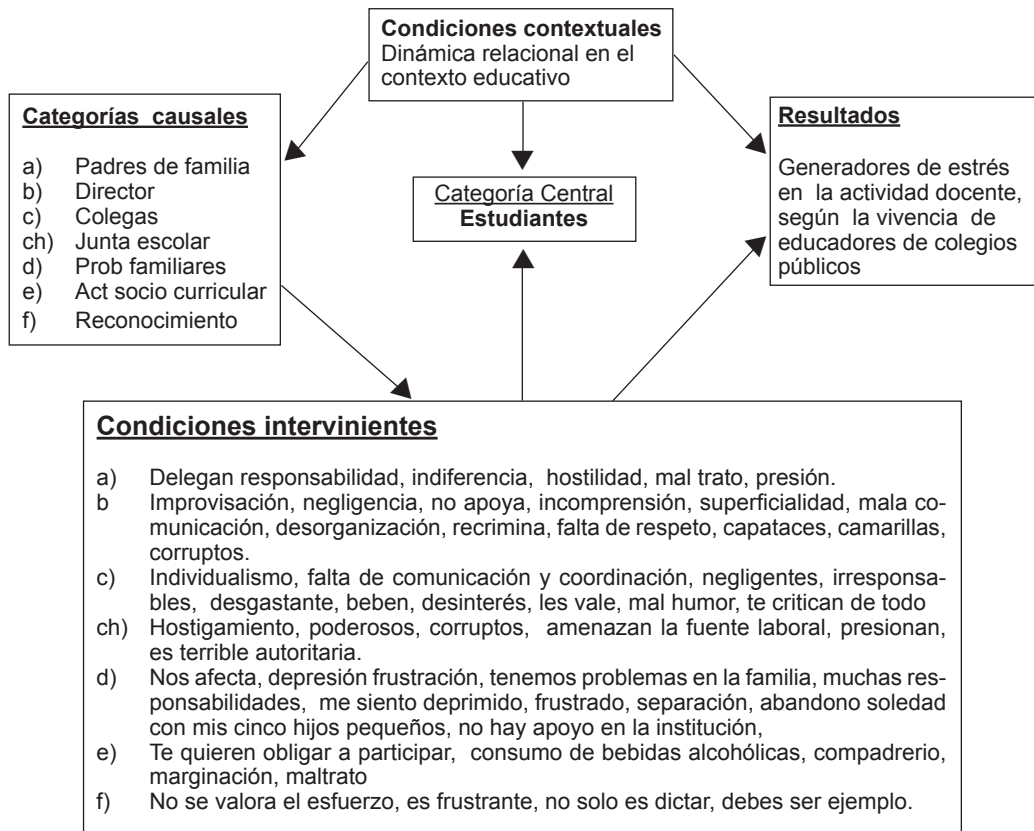 Condiciones contextuales
Dinámica relacional en el
contexto educativo
Categorías causales
a) Padres de familia
b) Director
c) Colegas
ch) Junta escolar
d) Prob familiares
e) Act socio curricular
f) Reconocimiento
Categoría Central
Estudiantes
Resultados
Generadores de estrés
en la actividad docente,
según la vivencia de
educadores de colegios
públicos
Condiciones intervinientes
a) Delegan responsabilidad, indiferencia, hostilidad, mal trato, presión.
b Improvisación, negligencia, no apoya, incomprensión, superficialidad, mala co-
municación, desorganización, recrimina, falta de respeto, capataces, camarillas,
corruptos.
c) Individualismo, falta de comunicación y coordinación, negligentes, irresponsa-
bles, desgastante, beben, desinterés, les vale, mal humor, te critican de todo
ch) Hostigamiento, poderosos, corruptos, amenazan la fuente laboral, presionan,
es terrible autoritaria.
d) Nos afecta, depresión frustración, tenemos problemas en la familia, muchas res-
ponsabilidades, me siento deprimido, frustrado, separación, abandono soledad
con mis cinco hijos pequeños, no hay apoyo en la institución,
e) Te quieren obligar a participar, consumo de bebidas alcohólicas, compadrerio,
marginación, maltrato
f) No se valora el esfuerzo, es frustrante, no solo es dictar, debes ser ejemplo.